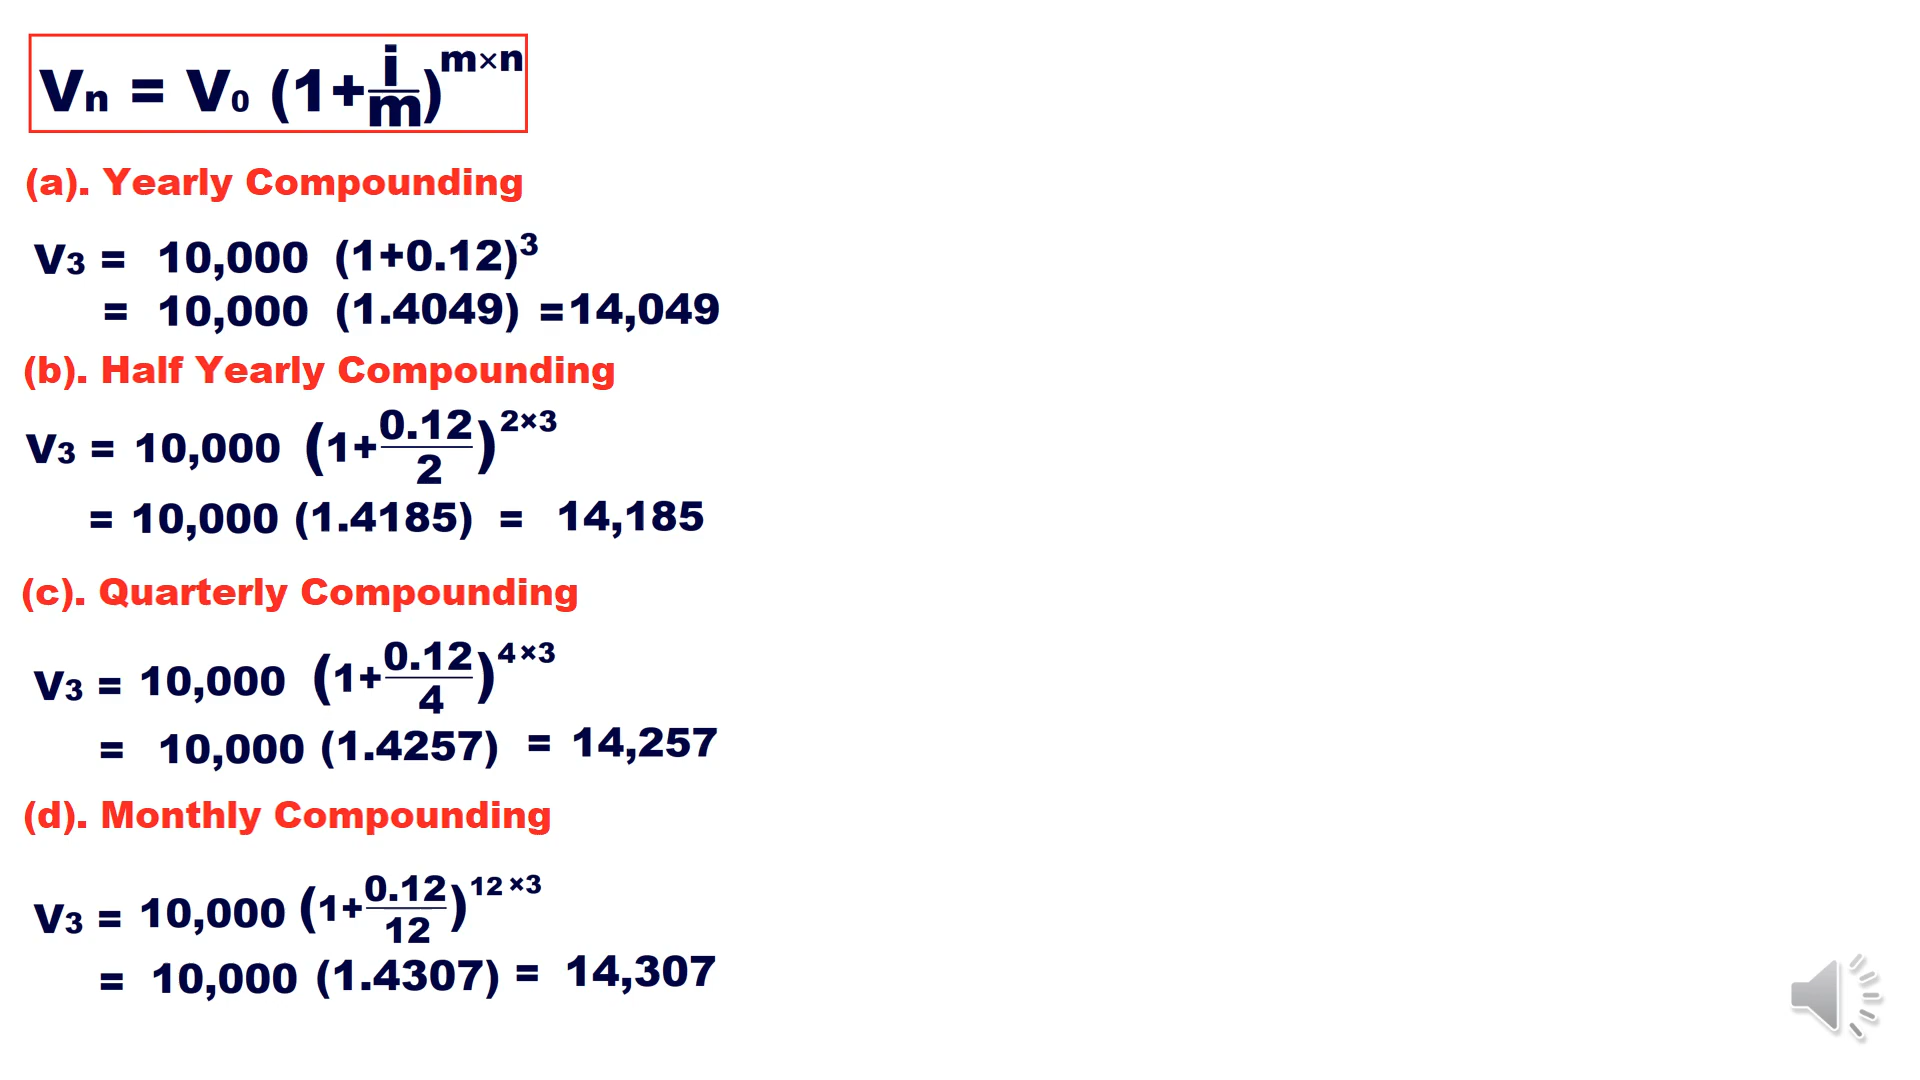 Vn = V0 (1+i/m)^m×n
(a). Yearly Compounding
V3 = 10,000 (1+0.12)^3
= 10,000 (1.4049) =14,049
(b). Half Yearly Compounding
V3 = 10,000 (1+0.12/2)^2×3
= 10,000 (1.4185) = 14,185
(c). Quarterly Compounding
V3 = 10,000 (1+0.12/4)^4×3
= 10,000 (1.4257) = 14,257
(d). Monthly Compounding
V3 = 10,000 (1+0.12/12)^12×3
= 10,000 (1.4307) = 14,307